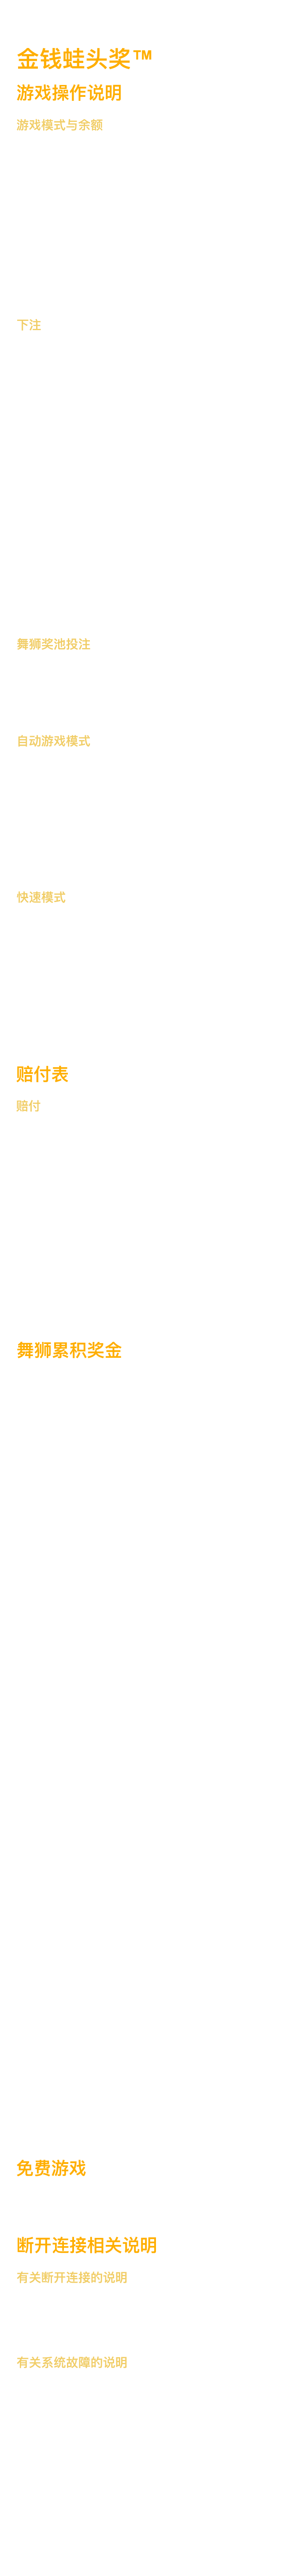 金钱蛙头奖™
游戏操作说明
游戏模式与余额
下注
舞狮奖池投注
自动游戏模式
快速模式
赔付表
赔付
舞狮累积奖金
免费游戏
断开连接相关说明
有关断开连接的说明
有关系统故障的说明